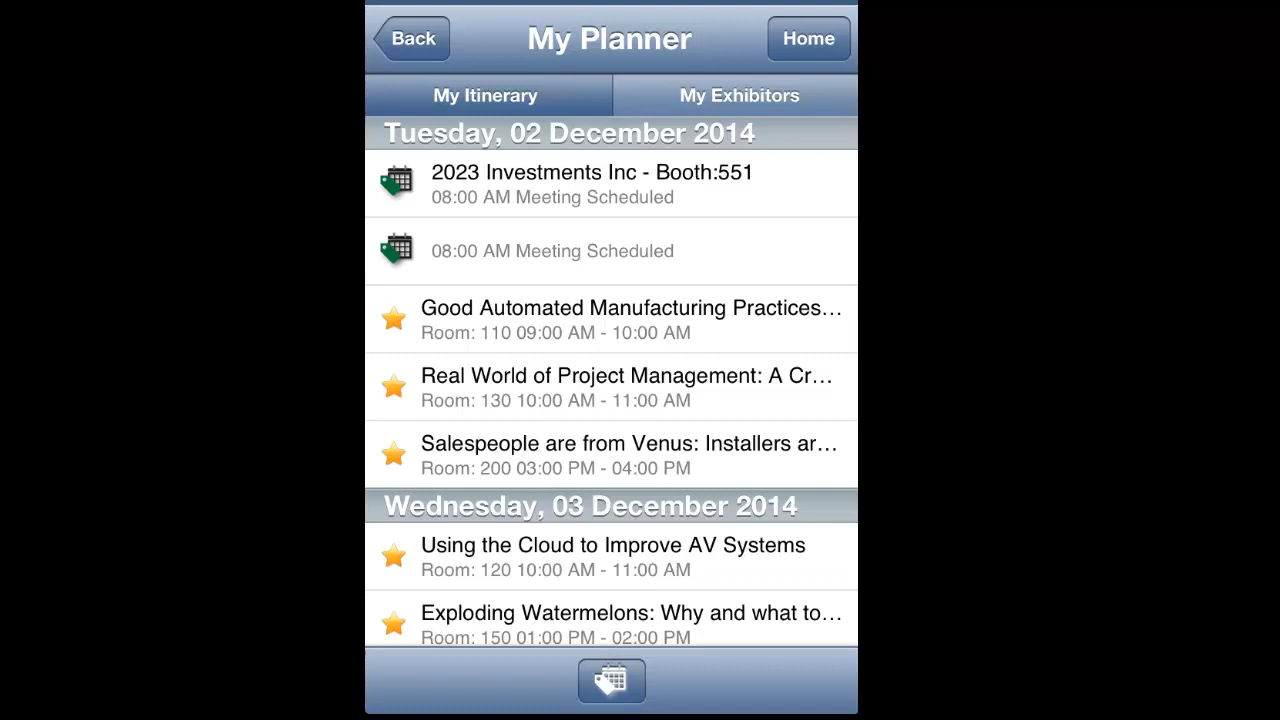 Back
My Planner
Home
My Itinerary
My Exhibitors
Tuesday, 02 December 2014
2023 Investments Inc - Booth:551
08:00 AM Meeting Scheduled
08:00 AM Meeting Scheduled
Good Automated Manufacturing Practices...
Room: 110 09:00 AM - 10:00 AM
Real World of Project Management: A Cr...
Room: 130 10:00 AM - 11:00 AM
Salespeople are from Venus: Installers ar...
Room: 200 03:00 PM - 04:00 PM
Wednesday, 03 December 2014
Using the Cloud to Improve AV Systems
Room: 120 10:00 AM - 11:00 AM
Exploding Watermelons: Why and what to...
Room: 150 01:00 PM - 02:00 PM